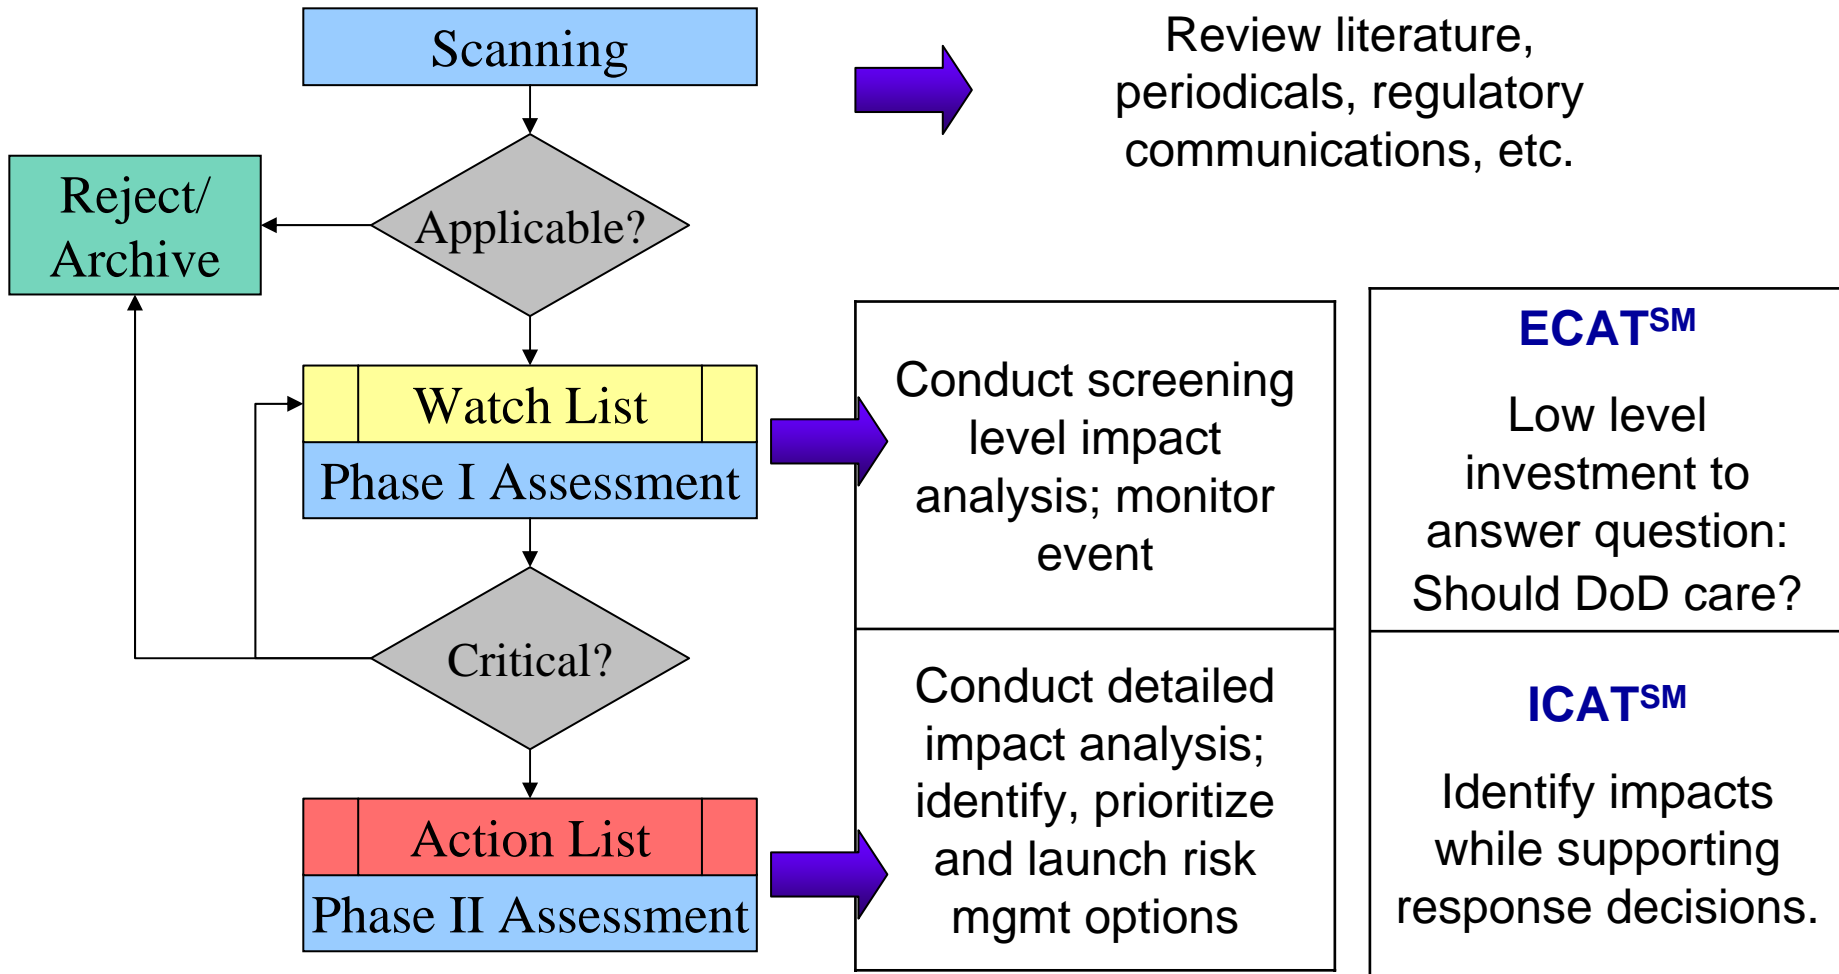 Scanning
Review literature,
periodicals, regulatory
communications, etc.
Reject/
Archive
Applicable?
Watch List
Phase I Assessment
Conduct screening
level impact
analysis; monitor
event
ECATSM
Low level
investment to
answer question:
Should DoD care?
Critical?
Action List
Phase II Assessment
Conduct detailed
impact analysis;
identify, prioritize
and launch risk
mgmt options
ICATSM
Identify impacts
while supporting
response decisions.